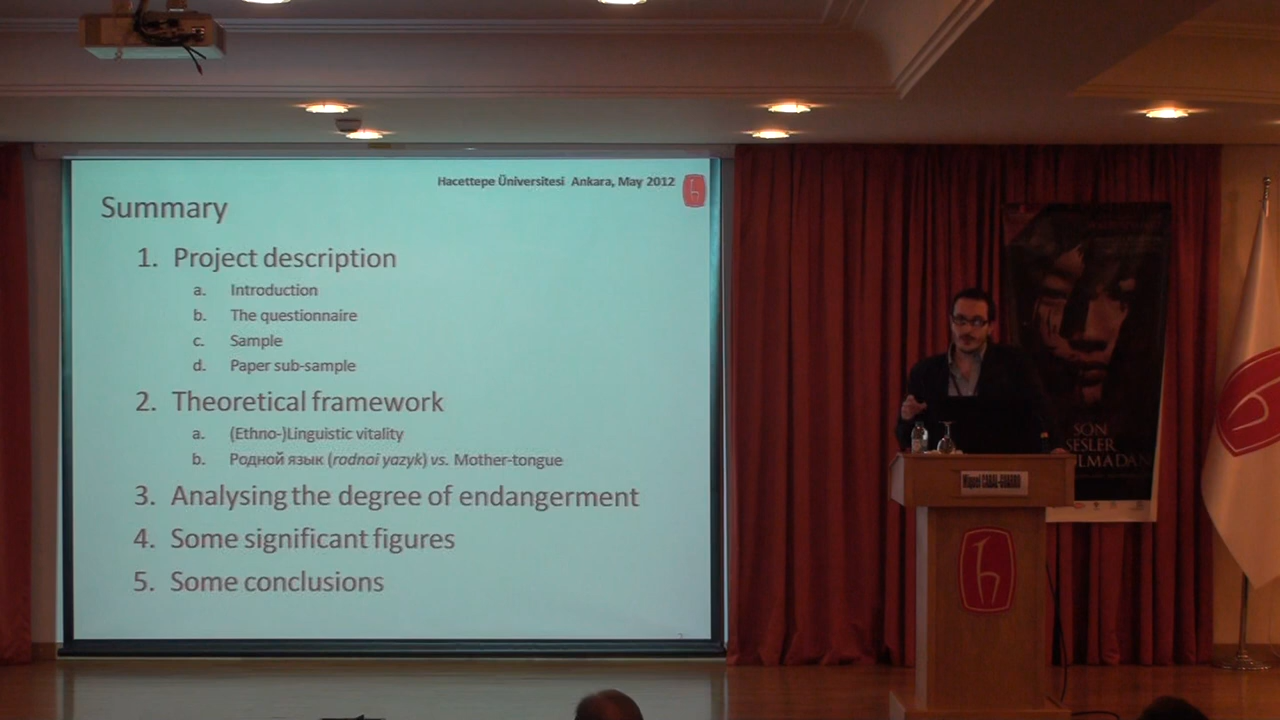 Hacettepe Üniversitesi Ankara, May 2012
Summary
1. Project description
a. Introduction
b. The questionnaire
c. Sample
d. Paper sub-sample
2. Theoretical framework
a. (Ethno-)Linguistic vitality
b. Родной язык (rodnoi yazyk) vs. Mother-tongue
3. Analysing the degree of endangerment
4. Some significant figures
5. Some conclusions
2
SON
SESLER
Miquel